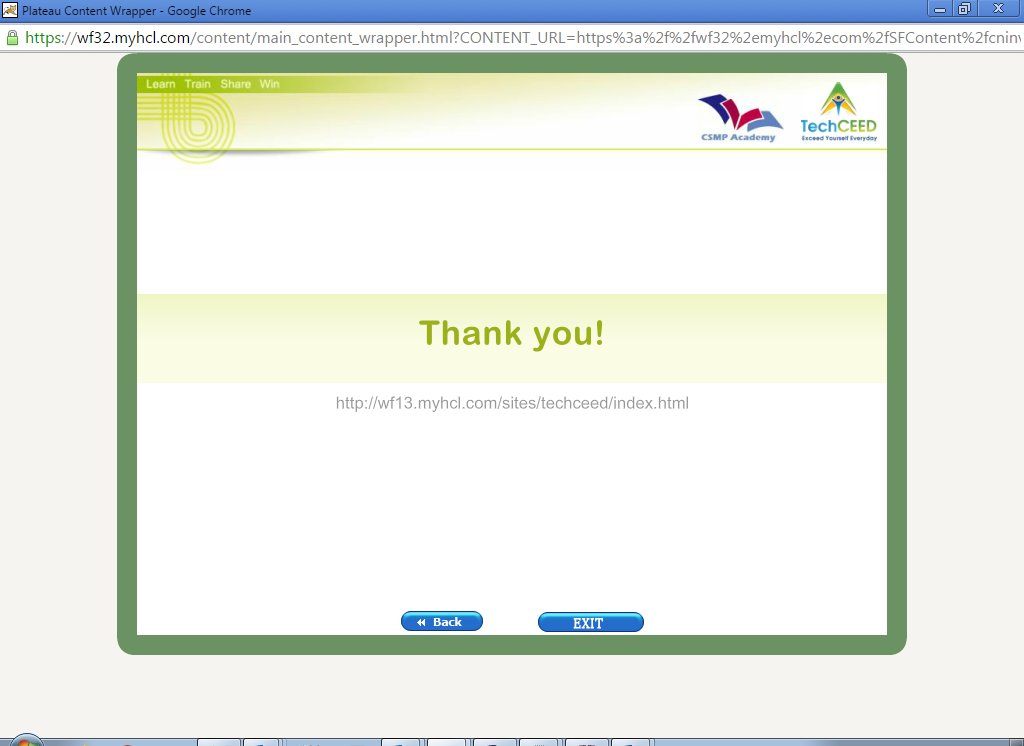 Plateau Content Wrapper - Google Chrome
https://wf32.myhcl.com/content/main_content_wrapper.html?CONTENT_URL=https%3a%2f%2fwf32%2emyhcl%2ecom%2fSFContent%2fcninv
Learn Train Share Win
CSMP Academy
TechCEED
Exceed Yourself Everyday
Thank you!
http://wf13.myhcl.com/sites/techceed/index.html
Back
EXIT